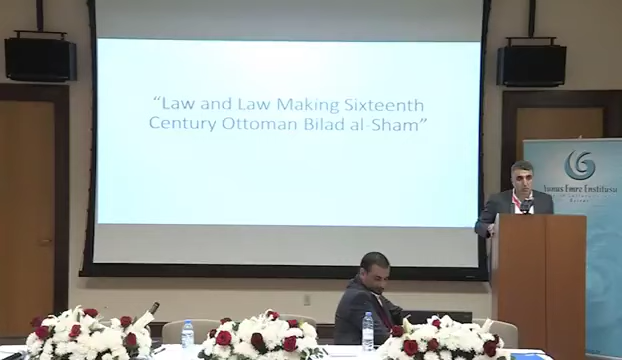 “Law and Law Making Sixteenth
Century Ottoman Bilad al-Sham”
Yunus Emre Enstitüsü